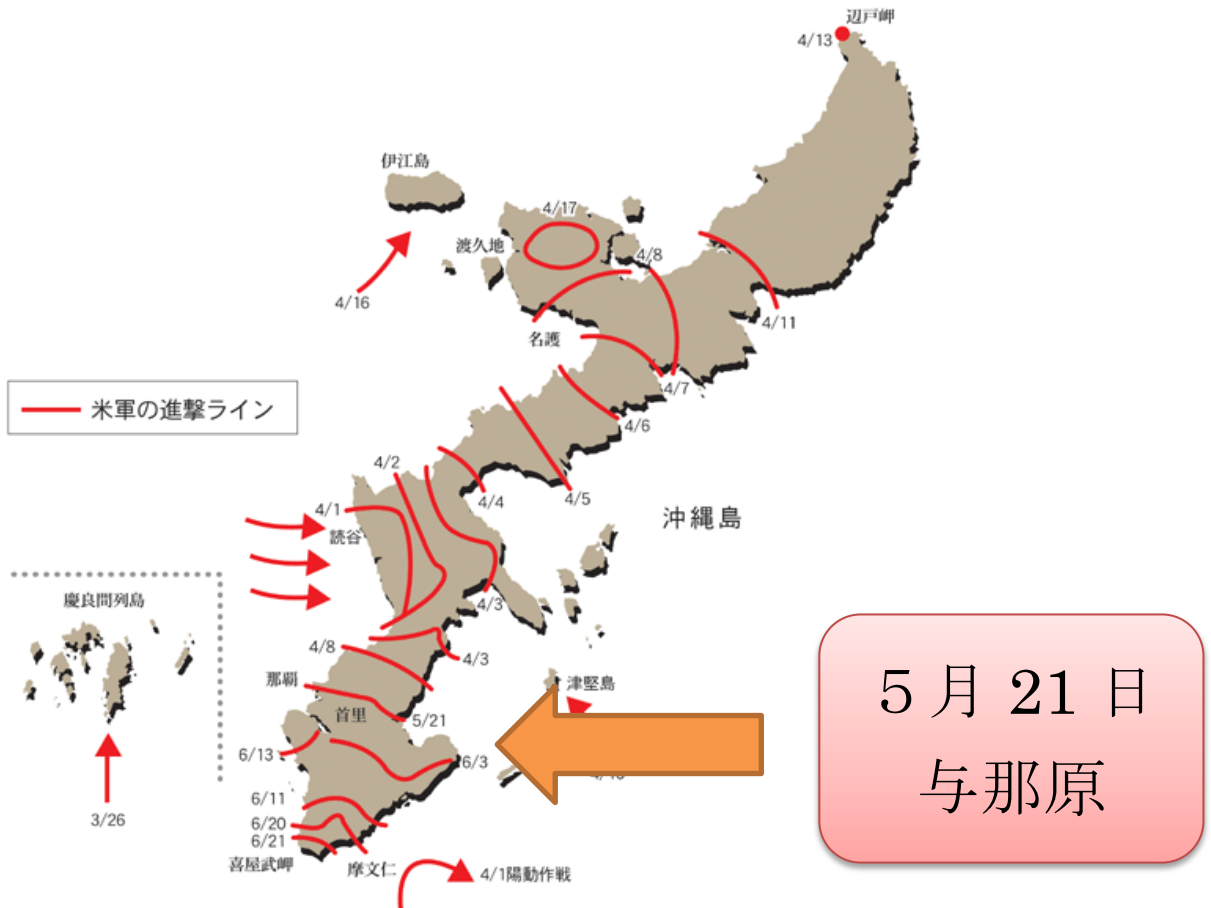 辺戸岬
4/13
伊江島
4/17
渡久地
4/8
4/16
4/11
名護
4/7
米軍の進撃ライン
4/6
4/2
4/4
4/5
4/1
沖縄島
読谷
慶良間列島
4/3
4/8
4/3
那覇
津堅島
首里
5/21
5月21日
与那原
6/13
6/3
6/11
3/26
6/20
6/21
喜屋武岬
摩文仁
4/1陽動作戦